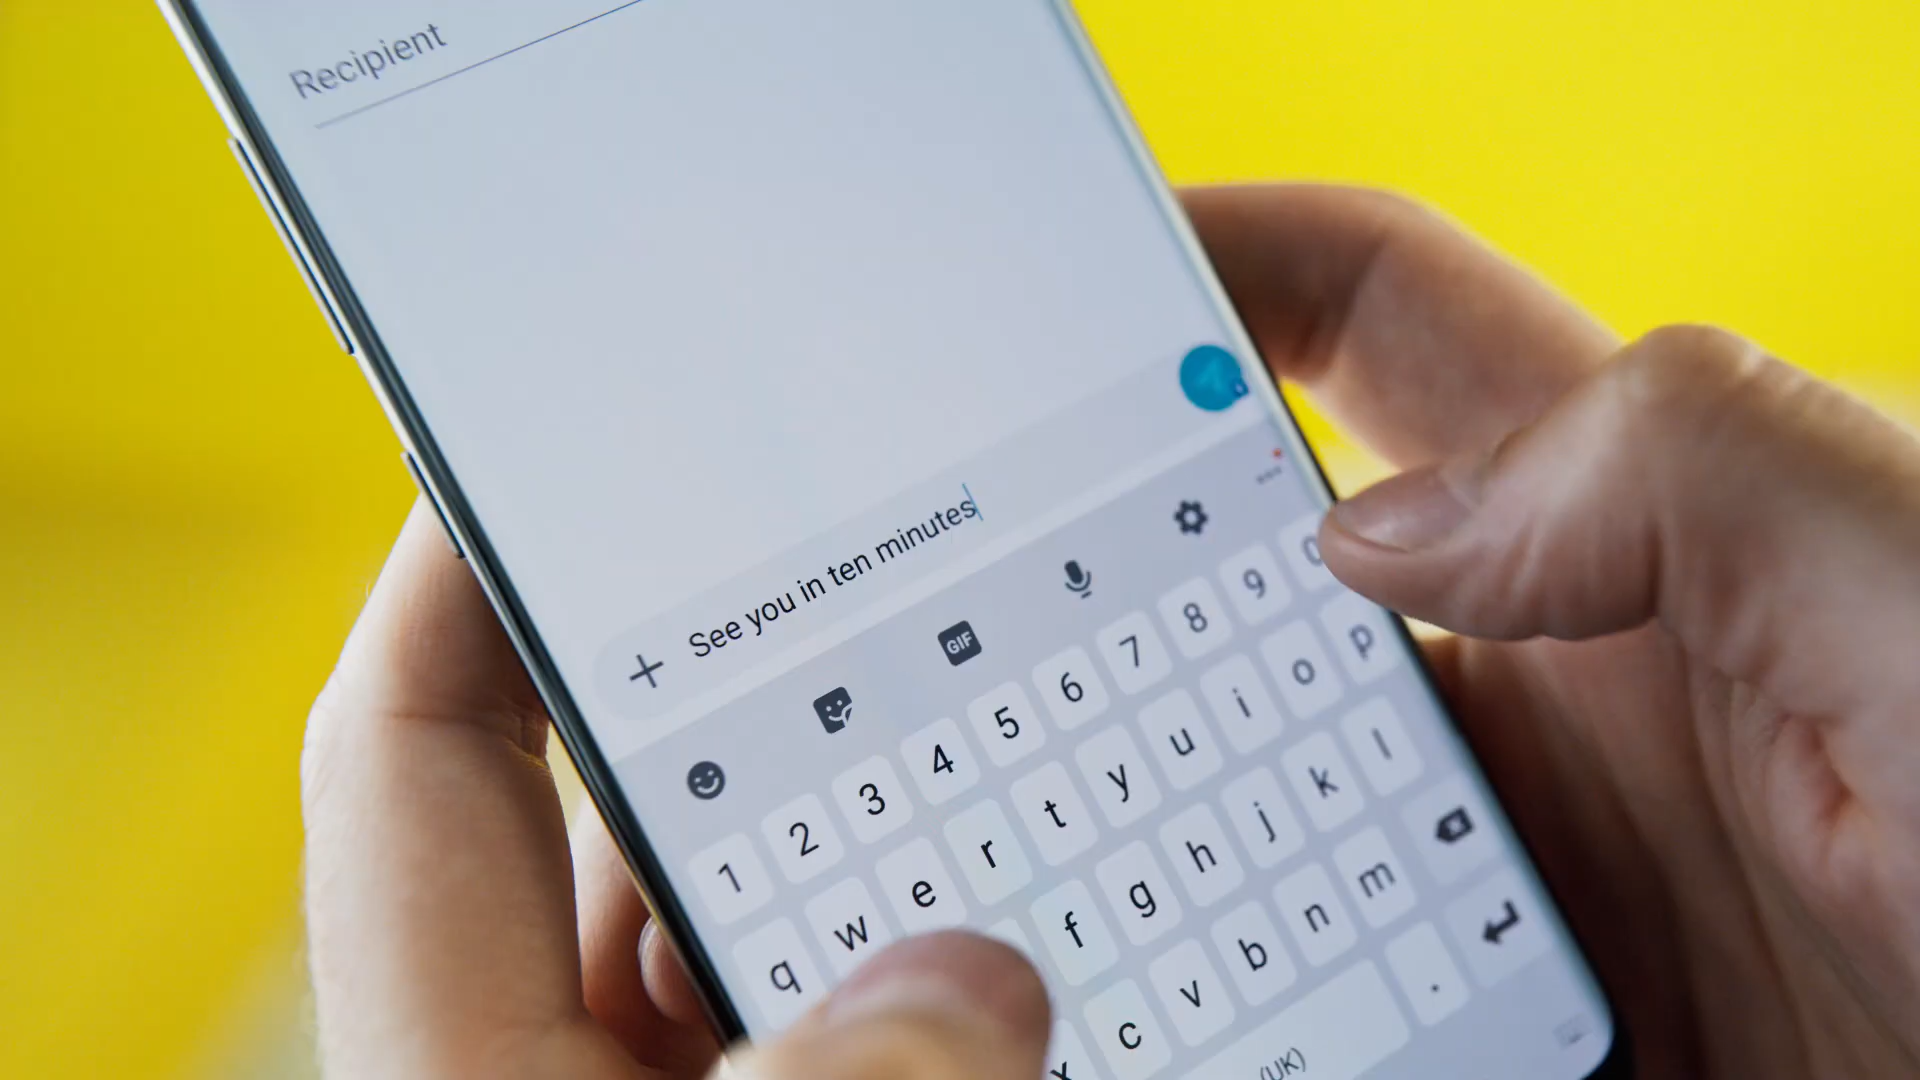 Recipient
See you in ten minutes
GIF
1 2 3 4 5 6 7 8 9 0
q w e r t y u i o p
f g h j k l
x c v b n m
(UK) .